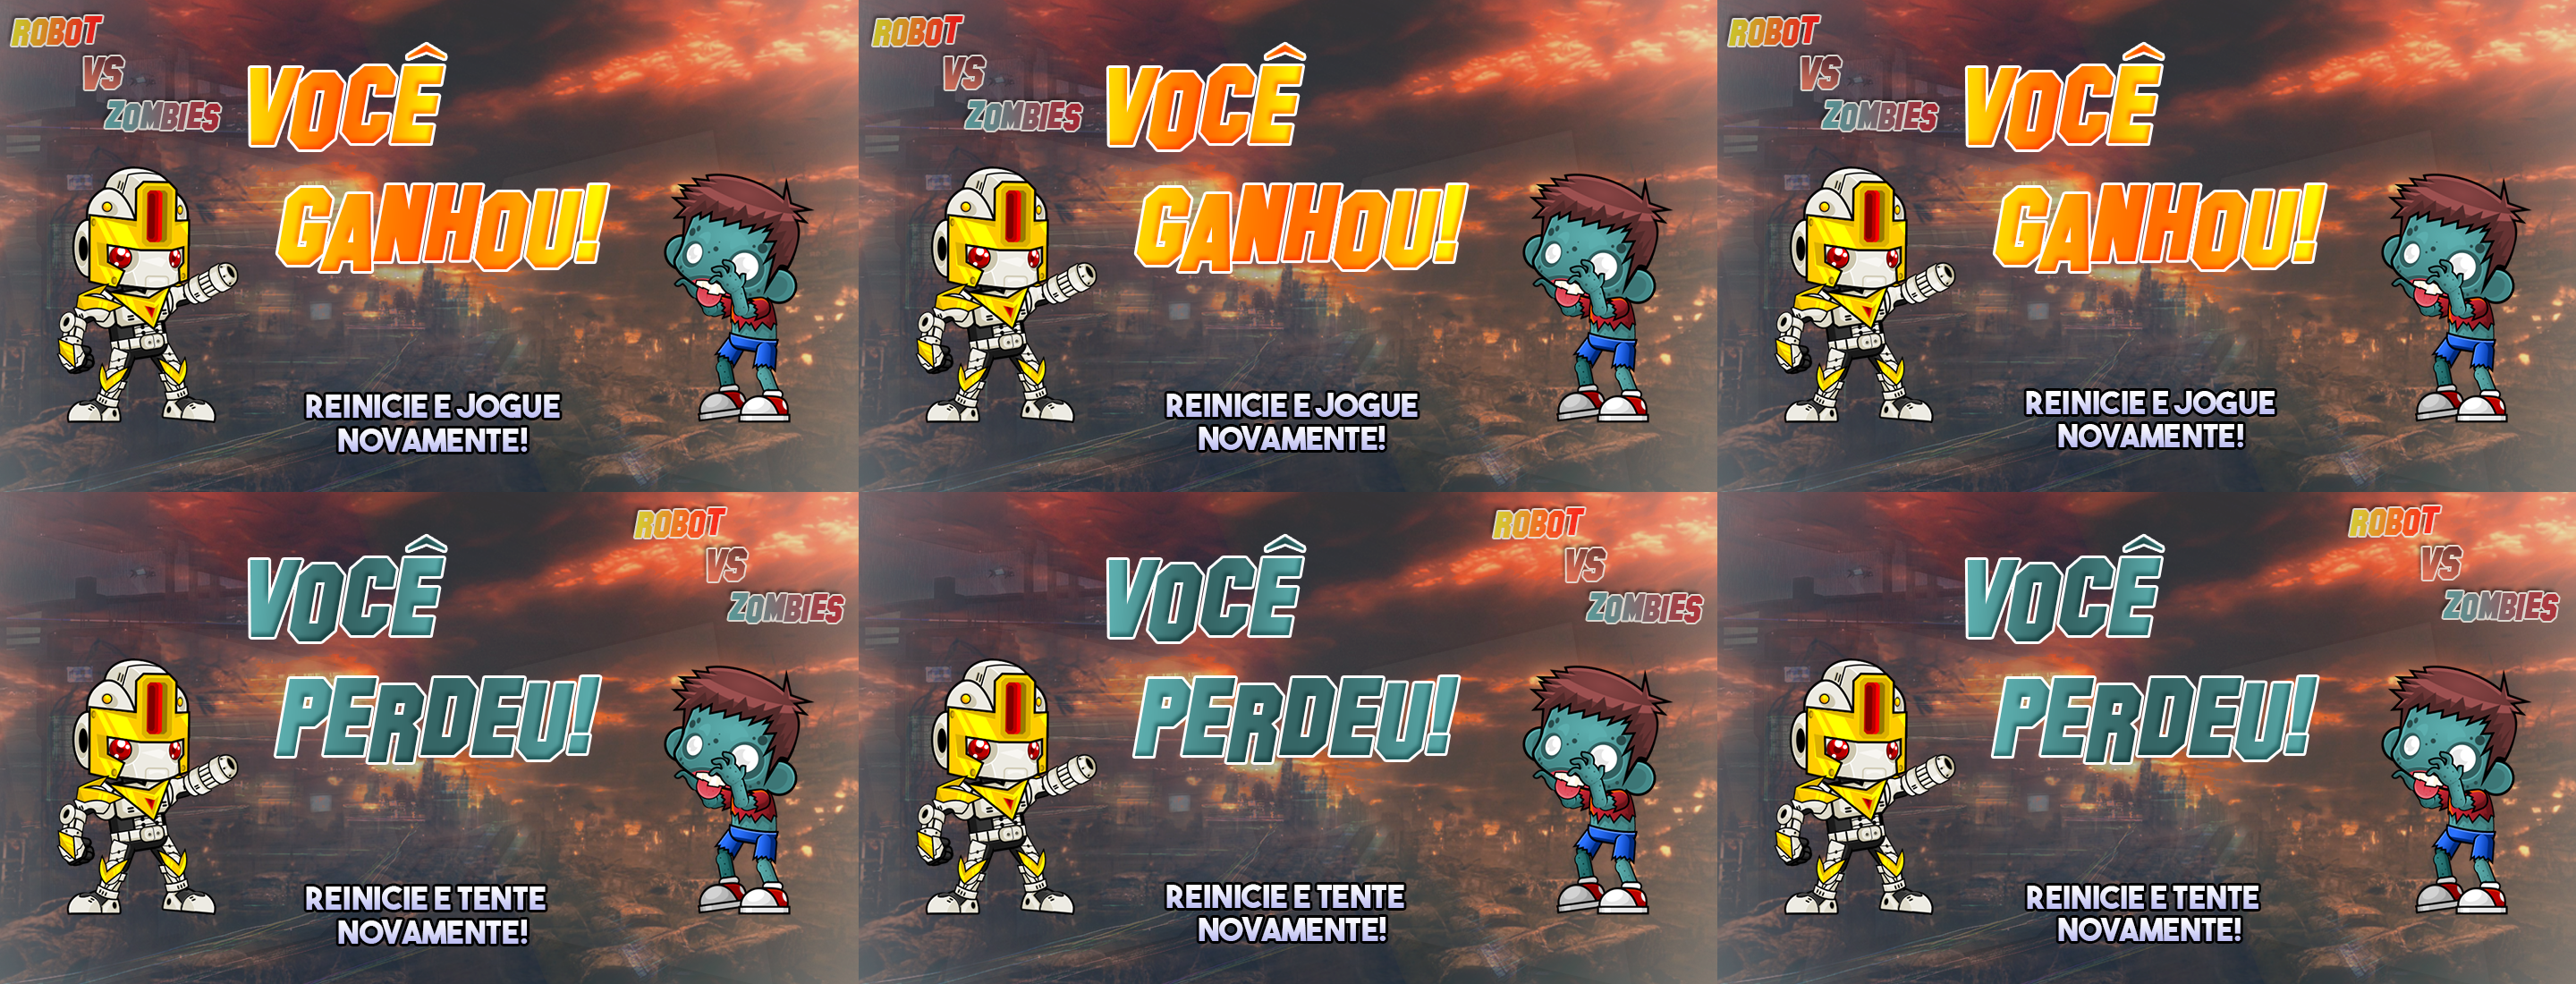 ROBOT
VS
ZOMBIES
VOCÊ
GANHOU!
REINICIE E JOGUE
NOVAMENTE!
ROBOT
VS
ZOMBIES
VOCÊ
GANHOU!
REINICIE E JOGUE
NOVAMENTE!
ROBOT
VS
ZOMBIES
VOCÊ
GANHOU!
REINICIE E JOGUE
NOVAMENTE!
ROBOT
VS
ZOMBIES
VOCÊ
PERDEU!
REINICIE E TENTE
NOVAMENTE!
ROBOT
VS
ZOMBIES
VOCÊ
PERDEU!
REINICIE E TENTE
NOVAMENTE!
ROBOT
VS
ZOMBIES
VOCÊ
PERDEU!
REINICIE E TENTE
NOVAMENTE!